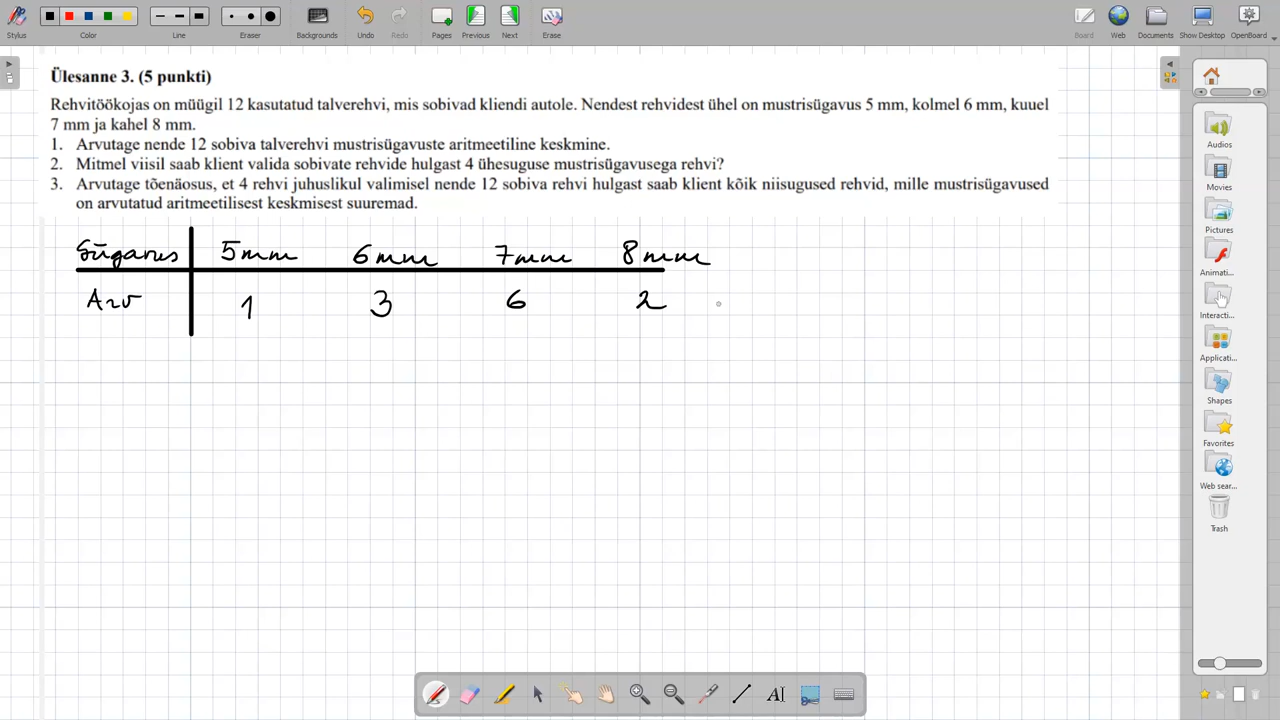 Stylus Color Line Eraser Backgrounds Undo Redo Pages Previous Next Erase Board Web Documents Show Desktop OpenBoard
Ülesanne 3. (5 punkti)
Rehvitöökojas on müügil 12 kasutatud talverehvi, mis sobivad kliendi autole. Nendest rehvidest ühel on mustrisügavus 5 mm, kolmel 6 mm, kuuel
7 mm ja kahel 8 mm.
1. Arvutage nende 12 sobiva talverehvi mustrisügavuste aritmeetiline keskmine.
2. Mitmel viisil saab klient valida sobivate rehvide hulgast 4 ühesuguse mustrisügavusega rehvi?
3. Arvutage tõenäosus, et 4 rehvi juhuslikul valimisel nende 12 sobiva rehvi hulgast saab klient kõik niisugused rehvid, mille mustrisügavused
on arvutatud aritmeetilisest keskmisest suuremad.
Sügavus 5mm 6mm 7mm 8mm
Arv 1 3 6 2
Audios
Movies
Pictures
Animati...
Interacti...
Applicati...
Shapes
Favorites
Web sear...
Trash